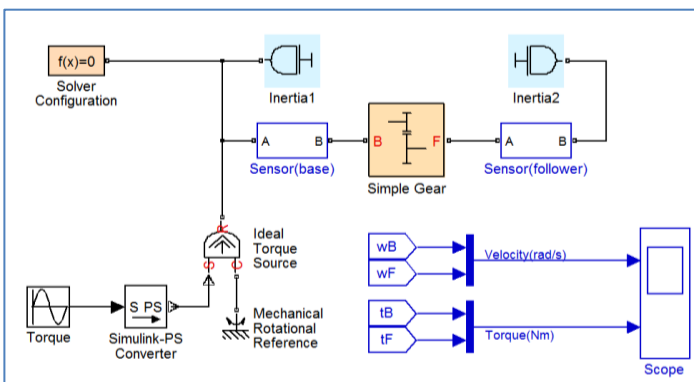 f(x)=0
Solver
Configuration
Inertia1
Inertia2
A B
Sensor(base)
B F
Simple Gear
A B
Sensor(follower)
R
S C
Ideal
Torque
Source
Torque
S PS
Simulink-PS
Converter
Mechanical
Rotational
Reference
wB
wF
Velocity(rad/s)
tB
tF
Torque(Nm)
Scope